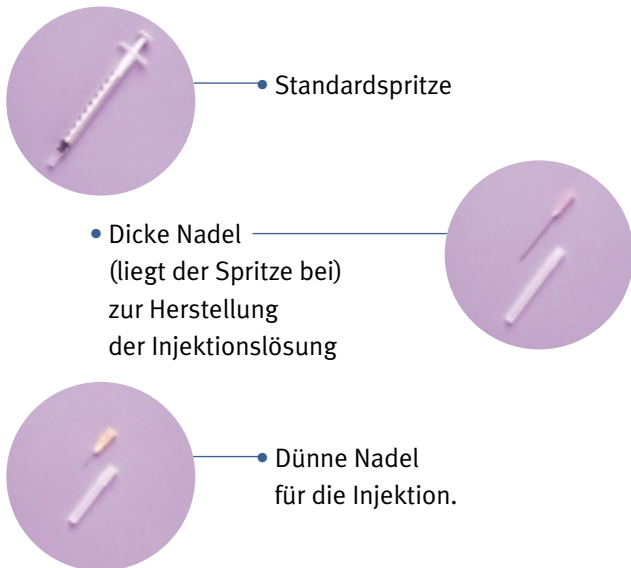 • Standardspritze
• Dicke Nadel
(liegt der Spritze bei)
zur Herstellung
der Injektionslösung
• Dünne Nadel
für die Injektion.